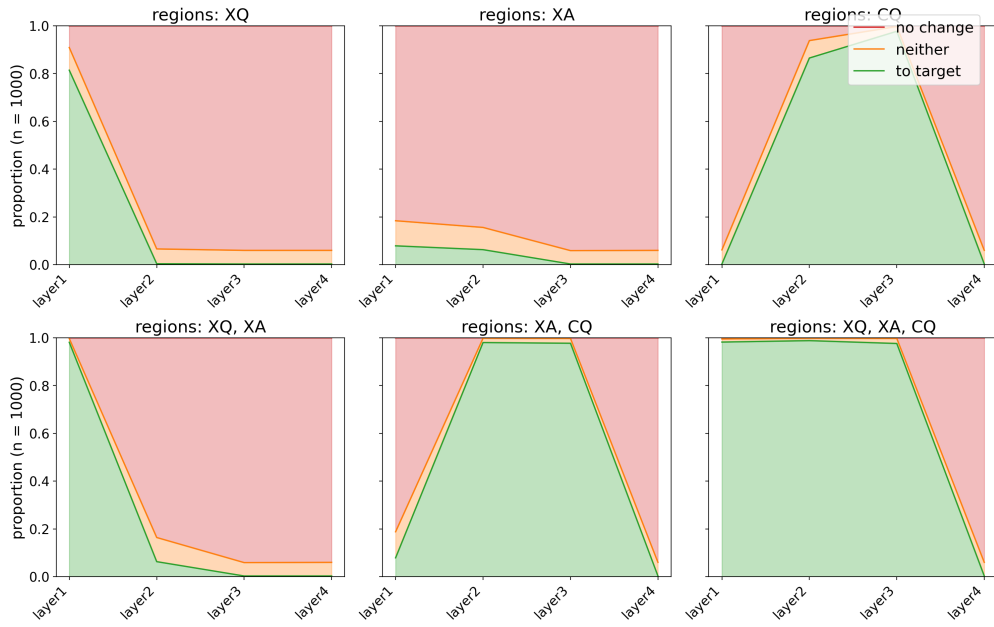 regions: XQ
regions: XA
regions: CQ
no change
neither
to target
proportion (n = 1000)
1.0
0.8
0.6
0.4
0.2
0.0
layer1
layer2
layer3
layer4
layer1
layer2
layer3
layer4
layer1
layer2
layer3
layer4
regions: XQ, XA
regions: XA, CQ
regions: XQ, XA, CQ
proportion (n = 1000)
1.0
0.8
0.6
0.4
0.2
0.0
layer1
layer2
layer3
layer4
layer1
layer2
layer3
layer4
layer1
layer2
layer3
layer4